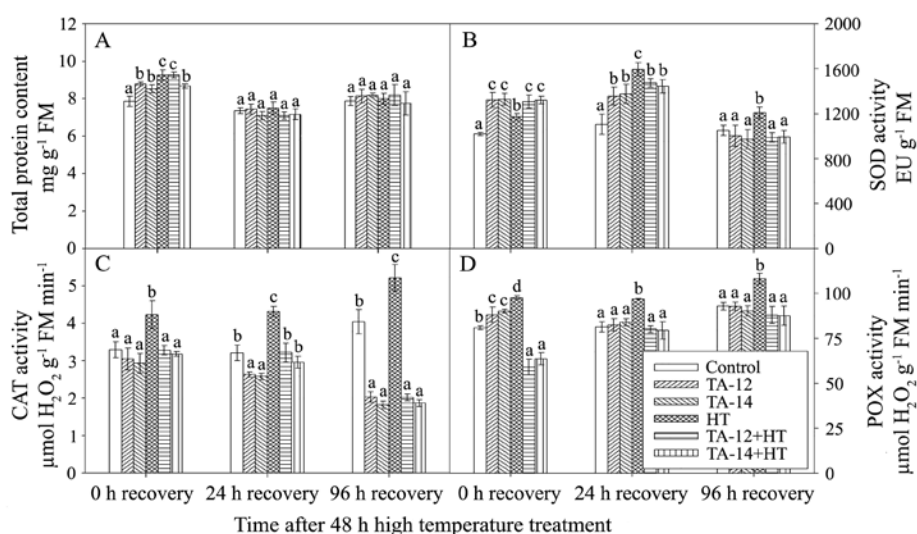 A
B
Total protein content
mg g⁻¹ FM
12
10
8
6
4
2
0
a b b c c b
a a a a a a
a a a a a a
a c c b c c
a b b c b b
a a a b a a
2000
1600
1200
800
400
0
SOD activity
EU g⁻¹ FM
C
D
CAT activity
μmol H₂O₂ g⁻¹ FM min⁻¹
5
4
3
2
1
0
a a a b a a
b a a c b b
b a a c a a
b c c d a a
a a a b a a
a a a b a a
100
75
50
25
0
POX activity
μmol H₂O₂ g⁻¹ FM min⁻¹
Control
TA-12
TA-14
HT
TA-12+HT
TA-14+HT
0 h recovery 24 h recovery 96 h recovery 0 h recovery 24 h recovery 96 h recovery
Time after 48 h high temperature treatment